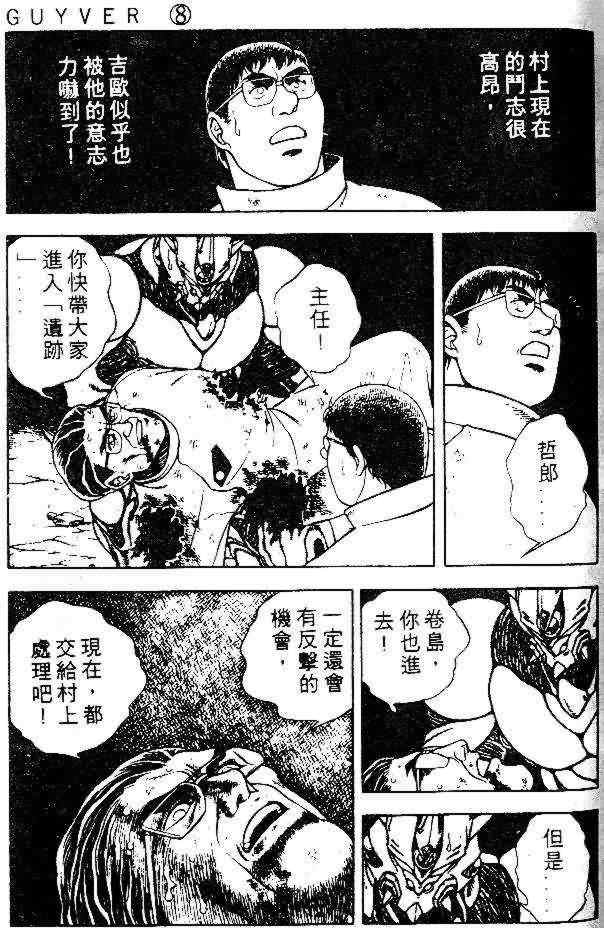 GUYVER ⑧
村上現在
的鬥志很
高昂，
吉歐似乎也
被他的意志
力嚇到了！
哲郎
……
主任！
你快帶大家
進入「遺跡
」……
卷島，
你也進
去！
但是……
一定還會
有反擊的
機會，
現在，都
交給村上
處理吧！